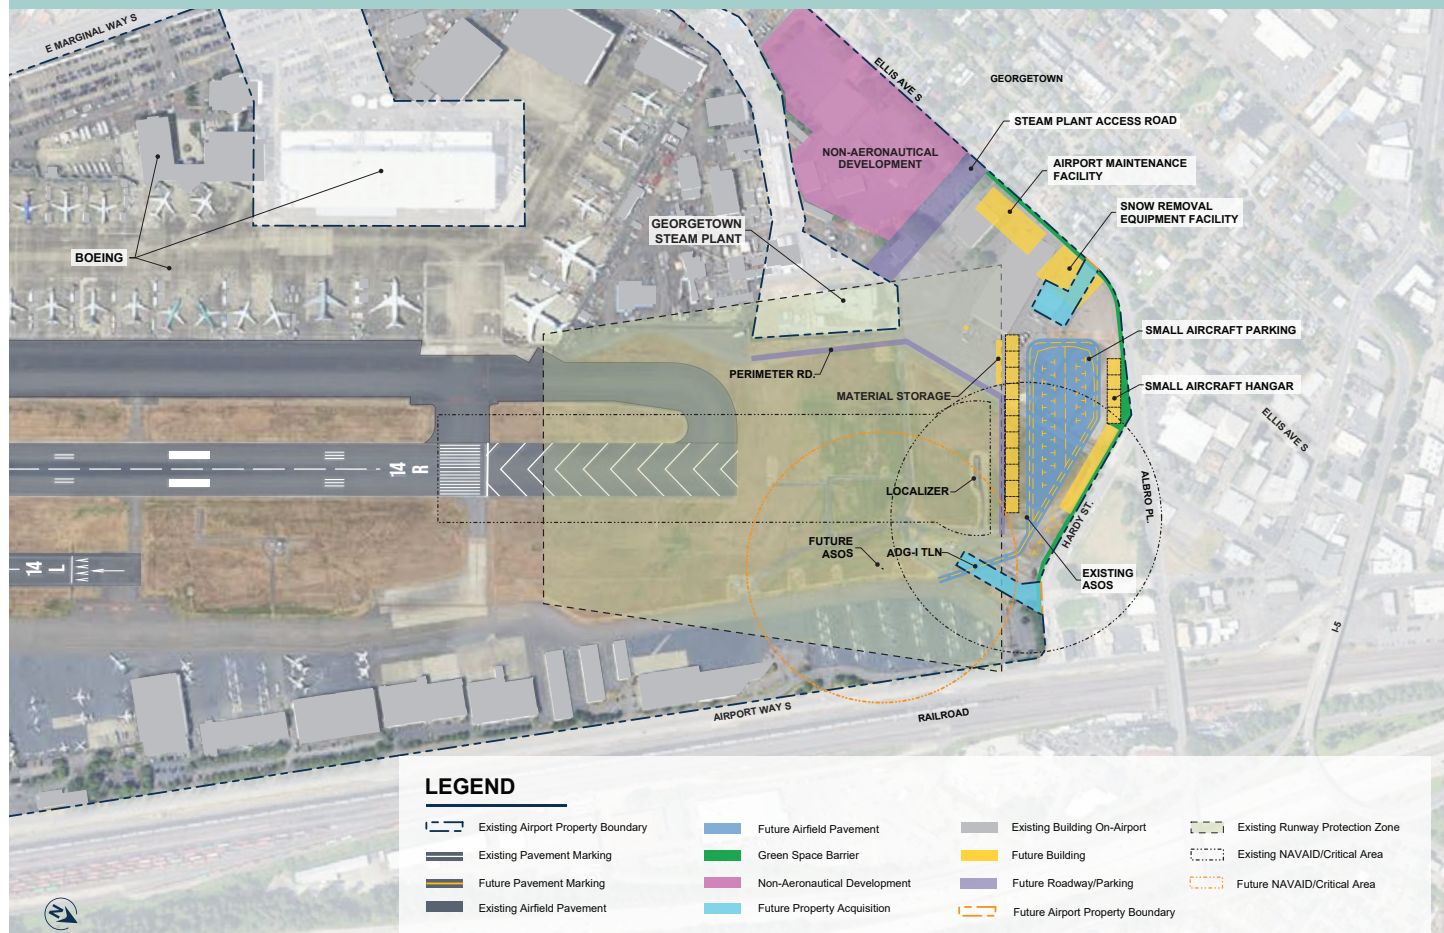 E MARGINAL WAY S
ELLIS AVE S
GEORGETOWN
STEAM PLANT ACCESS ROAD
NON-AERONAUTICAL
DEVELOPMENT
AIRPORT MAINTENANCE
FACILITY
SNOW REMOVAL
EQUIPMENT FACILITY
GEORGETOWN
STEAM PLANT
BOEING
SMALL AIRCRAFT PARKING
PERIMETER RD.
MATERIAL STORAGE
SMALL AIRCRAFT HANGAR
ELLIS AVE S
14
R
LOCALIZER
ALBRO PL.
HARDY ST.
FUTURE
ASOS
ADG-I TLN
14
L
EXISTING
ASOS
I-5
AIRPORT WAY S
RAILROAD
LEGEND
Existing Airport Property Boundary
Existing Pavement Marking
Future Pavement Marking
Existing Airfield Pavement
Future Airfield Pavement
Green Space Barrier
Non-Aeronautical Development
Future Property Acquisition
Existing Building On-Airport
Future Building
Future Roadway/Parking
Future Airport Property Boundary
Existing Runway Protection Zone
Existing NAVAID/Critical Area
Future NAVAID/Critical Area
N